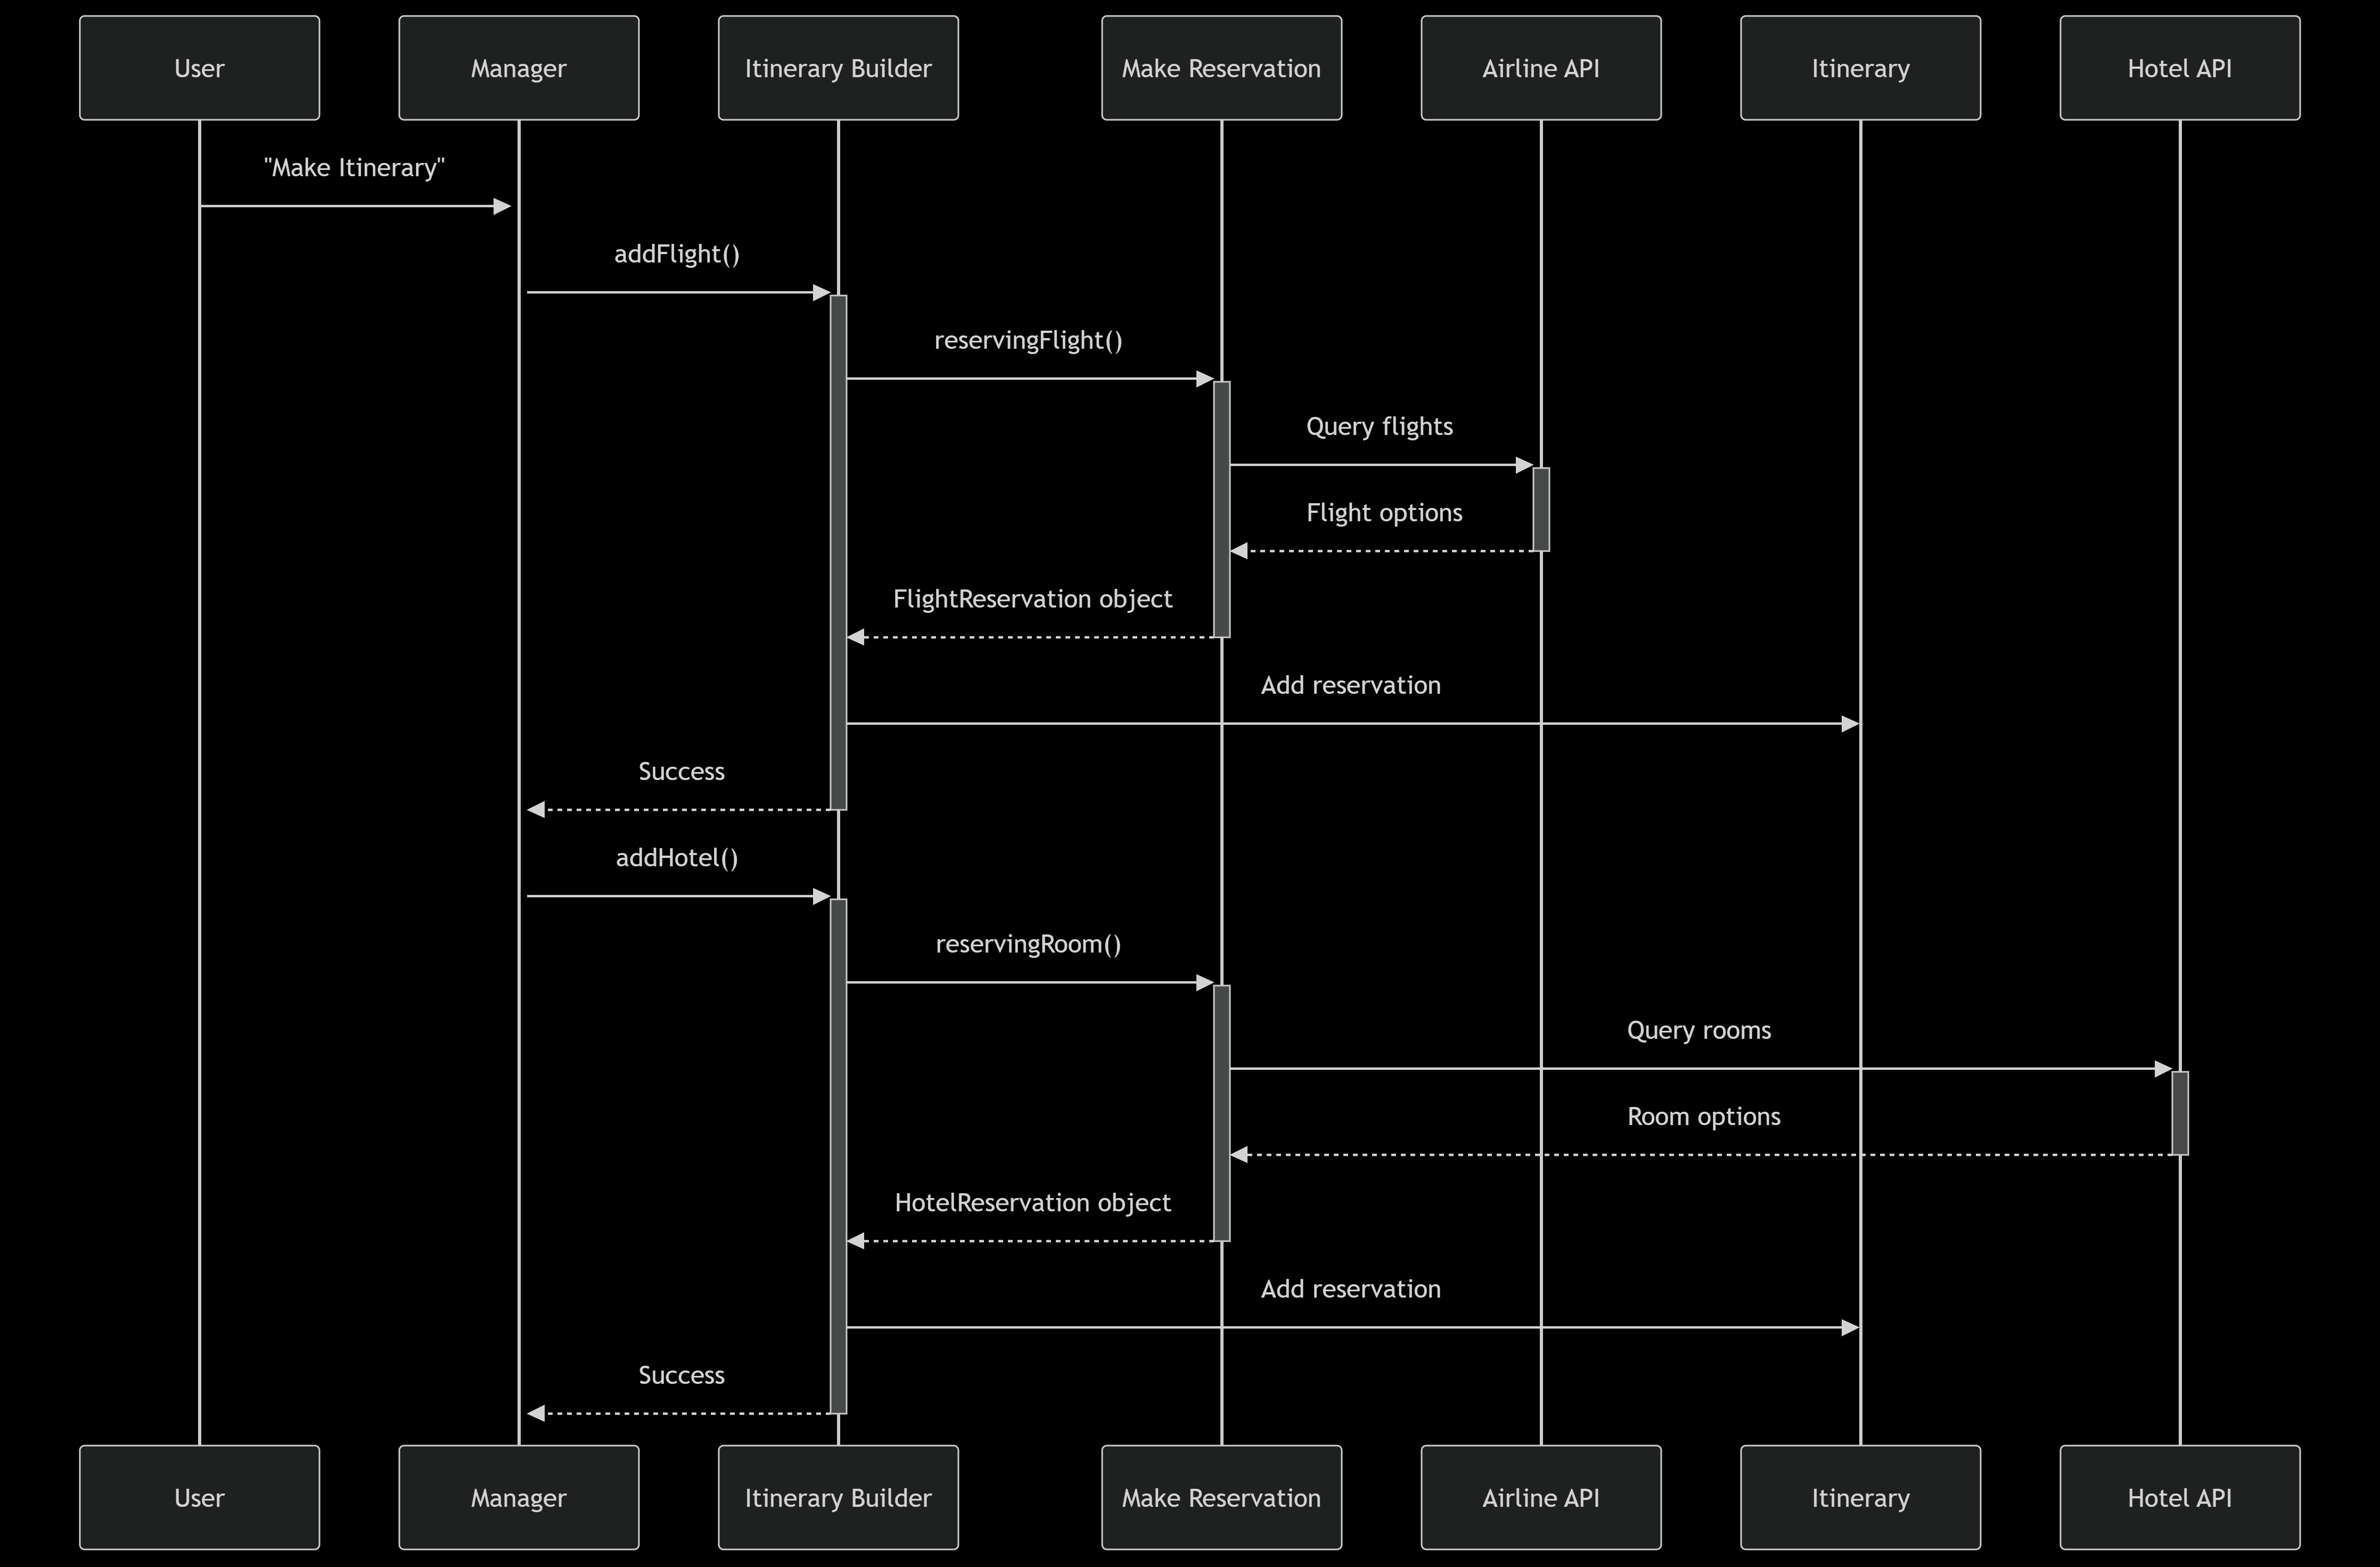 User
Manager
Itinerary Builder
Make Reservation
Airline API
Itinerary
Hotel API
"Make Itinerary"
addFlight()
reservingFlight()
Query flights
Flight options
FlightReservation object
Add reservation
Success
addHotel()
reservingRoom()
Query rooms
Room options
HotelReservation object
Add reservation
Success
User
Manager
Itinerary Builder
Make Reservation
Airline API
Itinerary
Hotel API